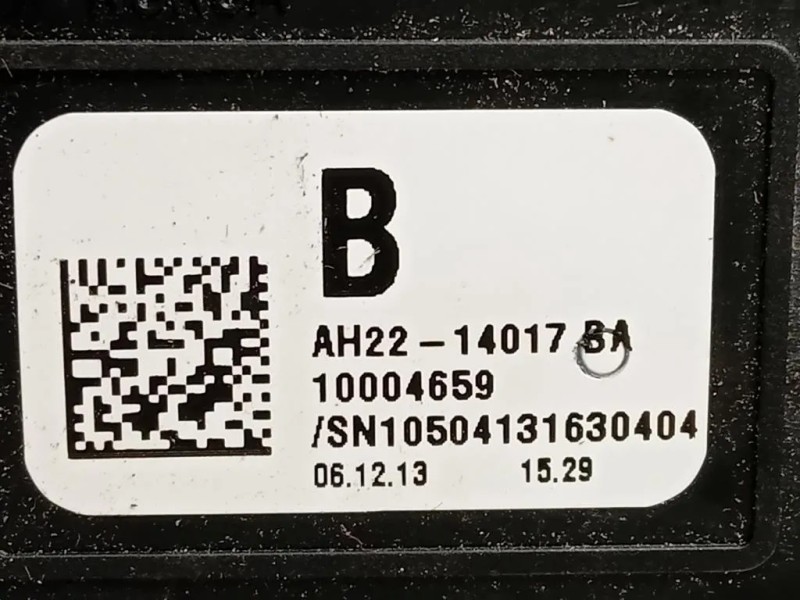 B
AH22-14017 BA
10004659
/SN10504131630404
06.12.13 15.29